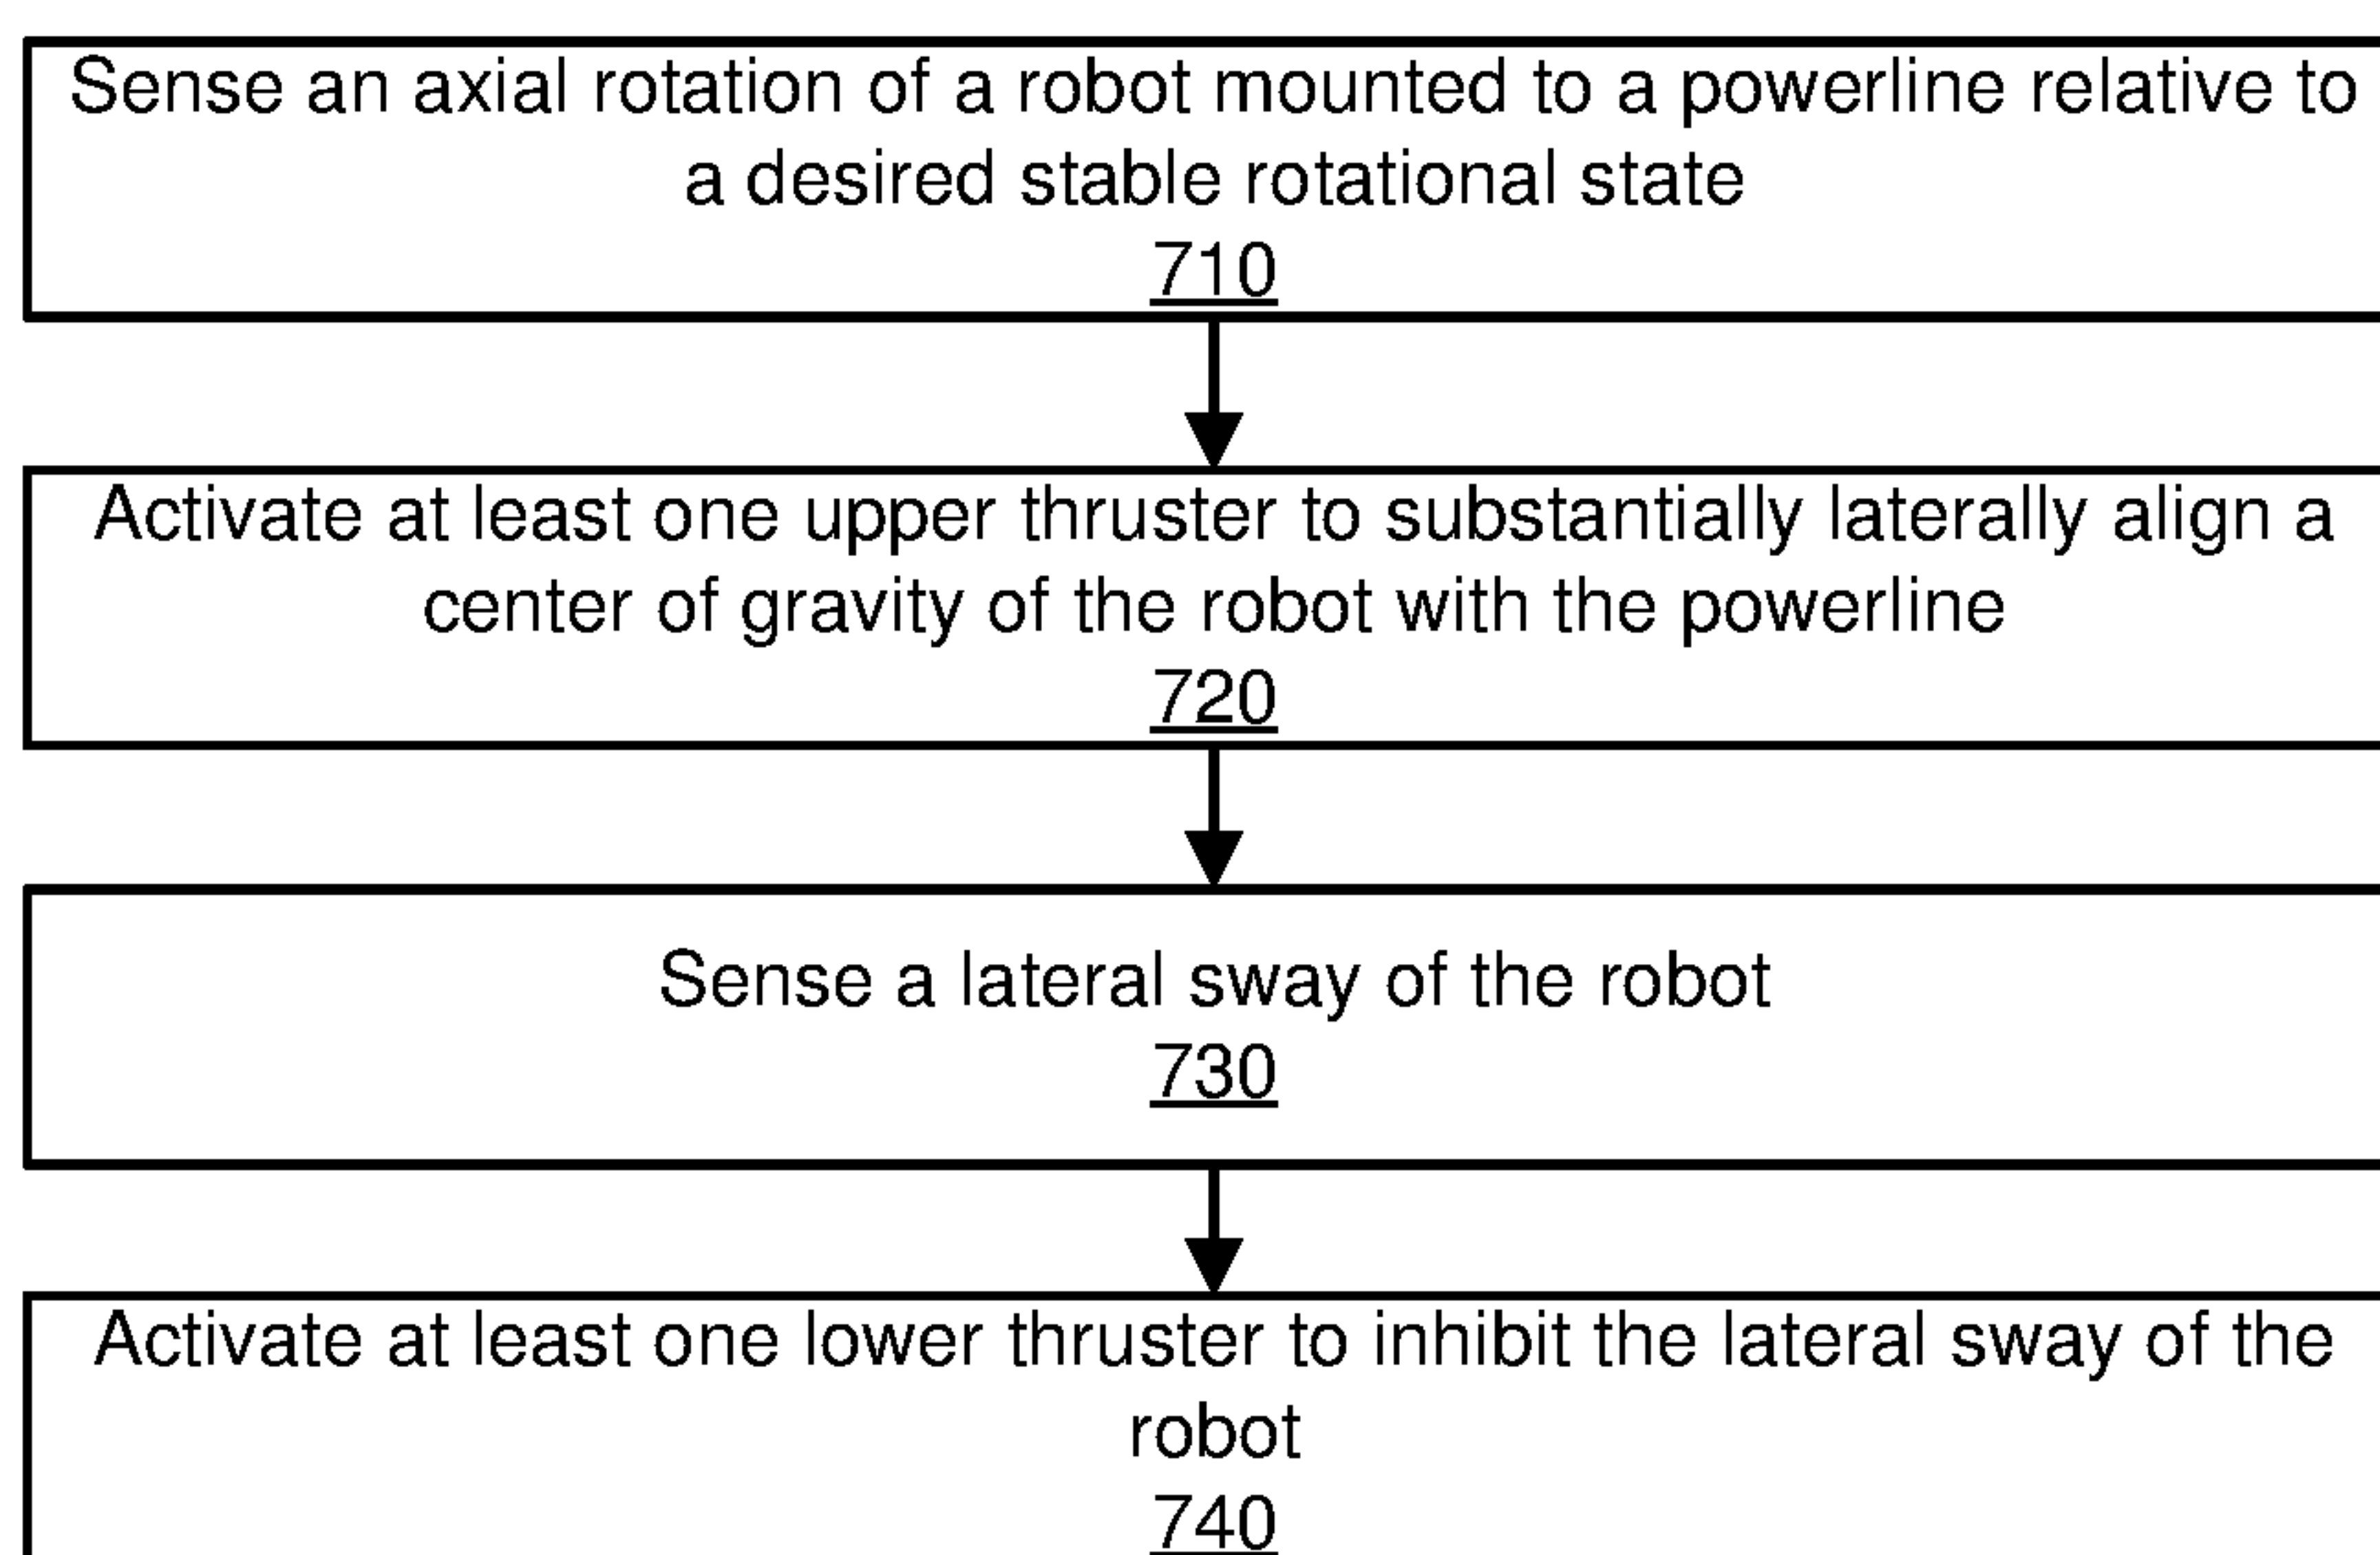 Sense an axial rotation of a robot mounted to a powerline relative to
a desired stable rotational state
710
Activate at least one upper thruster to substantially laterally align a
center of gravity of the robot with the powerline
720
Sense a lateral sway of the robot
730
Activate at least one lower thruster to inhibit the lateral sway of the
robot
740